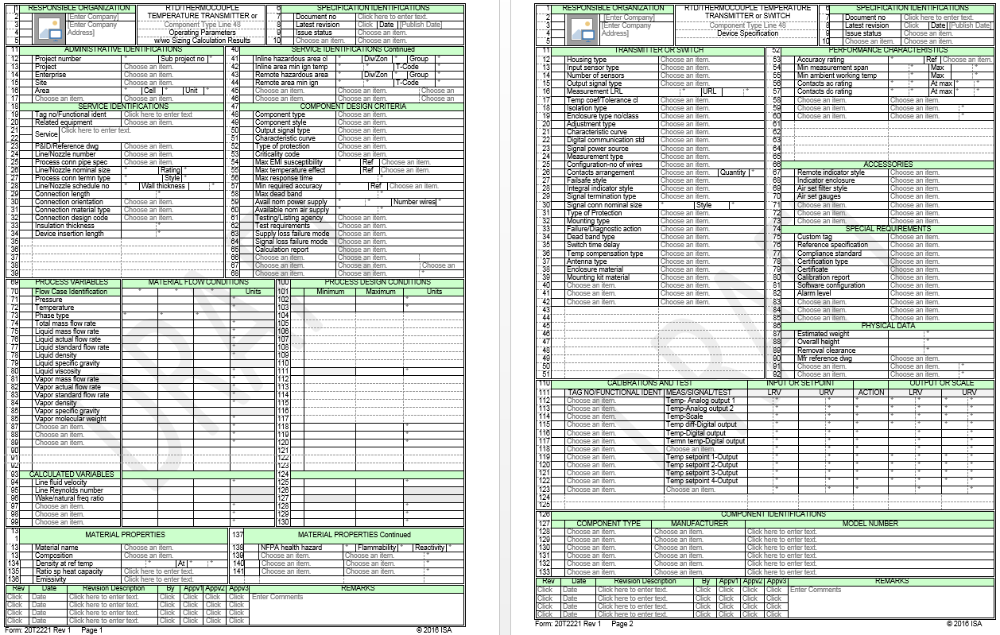 1 RESPONSIBLE ORGANIZATION RTD/THERMOCOUPLE 6 SPECIFICATION IDENTIFICATIONS
2 [Enter Company] TEMPERATURE TRANSMITTER or 7 Document no Click here to enter text.
3 [Enter Company Component Type Line 48 8 Latest revision Click Date [Publish Date]
4 Address] Operating Parameters 9 Issue status Choose an item.
5 w/wo Sizing Calculation Results 10 Choose an item. Choose an item.
11 ADMINISTRATIVE IDENTIFICATIONS 40 SERVICE IDENTIFICATIONS Continued
12 Project number * Sub project no * 41 Inline hazardous area cl * Div/Zon * Group *
13 Project Choose an item. 42 Inline area min ign temp * T-Code *
14 Enterprise Choose an item. 43 Remote hazardous area * Div/Zon * Group *
15 Site Choose an item. 44 Remote area min ign * T-Code *
16 Area * Cell * Unit * 45 Choose an item. Choose an item. Choose an
17 Choose an item. Choose an item. 46 Choose an item. Choose an item. Choose an
18 SERVICE IDENTIFICATIONS 47 COMPONENT DESIGN CRITERIA
19 Tag no/Functional ident Click here to enter text 48 Component type Choose an item.
20 Related equipment Choose an item. 49 Component style Choose an item.
21 Service Click here to enter text. 50 Output signal type Choose an item.
22 51 Characteristic curve Choose an item.
23 P&ID/Reference dwg Choose an item. 52 Type of protection Choose an item.
24 Line/Nozzle number Choose an item. 53 Criticality code Choose an item.
25 Process conn pipe spec Choose an item. 54 Max EMI susceptibility * Ref Choose an item.
26 Line/Nozzle nominal size * Rating * 55 Max temperature effect Ref Choose an item.
27 Process conn termn type * Style * 56 Max response time *
28 Line/Nozzle schedule no * Wall thickness * 57 Min required accuracy * Ref Choose an item.
29 Connection length * 58 Max dead band *
30 Connection orientation Choose an item. 59 Avail nom power supply * * Number wires *
31 Connection material type * 60 Available nom air supply *
32 Connection design code Choose an item. 61 Testing/Listing agency Choose an item.
33 Insulation thickness * 62 Test requirements Choose an item.
34 Device insertion length * 63 Supply loss failure mode Choose an item.
35 64 Signal loss failure mode Choose an item.
36 65 Calculation report Choose an item.
37 66 Choose an item. Choose an item.
38 67 Choose an item. Choose an item. Choose an
39 68 Choose an item. Choose an item. *
69 PROCESS VARIABLES MATERIAL FLOW CONDITIONS 100 PROCESS DESIGN CONDITIONS
70 Flow Case Identification * * * Units 101 Minimum Maximum Units
71 Pressure * 102 *
72 Temperature * 103 *
73 Phase type * * * 104
74 Total mass flow rate * 105
75 Liquid mass flow rate * 106
76 Liquid actual flow rate * 107
77 Liquid standard flow rate * 108
78 Liquid density * 109
79 Liquid specific gravity 110
80 Liquid viscosity * 111 *
81 Vapor mass flow rate * 112
82 Vapor actual flow rate * 113
83 Vapor standard flow rate * 114
84 Vapor density * 115
85 Vapor specific gravity 116
85 Vapor molecular weight * 117
87 Choose an item. * 118 *
88 Choose an item. * 119 *
89 Choose an item. * 120 *
90 121
91 122
92 123
93 CALCULATED VARIABLES 124
94 Line fluid velocity * 125 *
95 Line Reynolds number 126
96 Wake/natural freq ratio 127
97 Choose an item. * 128 *
98 Choose an item. * 129 *
99 Choose an item. * 130 *
13 MATERIAL PROPERTIES 137 MATERIAL PROPERTIES Continued
1
13 Material name Choose an item. 138 NFPA health hazard * Flammability * Reactivity *
13 Composition Choose an item. 139 Choose an item. Choose an item. *
134 Density at ref temp * At * * 140 Choose an item. Choose an item. *
135 Ratio sp heat capacity Click here to enter text. 141 Choose an item. Choose an item. *
136 Emissivity Click here to enter text.
Rev Date Revision Description By Appv1 Appv2 Appv3 REMARKS
Click Date Click here to enter text. Click Click Click Click Enter Comments
Click Date Click here to enter text. Click Click Click Click
Click Date Click here to enter text. Click Click Click Click
Click Date Click here to enter text. Click Click Click Click
Form: 20T2221 Rev 1 Page 1 © 2016 ISA
DRAFT
1 RESPONSIBLE ORGANIZATION RTD/THERMOCOUPLE TEMPERATURE 6 SPECIFICATION IDENTIFICATIONS
2 [Enter Company] TRANSMITTER or SWITCH 7 Document no Click here to enter text.
3 [Enter Company Component Type Line 48 8 Latest revision Click Date [Publish Date]
4 Address] Device Specification 9 Issue status Choose an item.
5 10 Choose an item. Choose an item.
11 TRANSMITTER OR SWITCH 52 PERFORMANCE CHARACTERISTICS
12 Housing type Choose an item. 53 Accuracy rating * Ref Choose an item.
13 Input sensor type Choose an item. 54 Min measurement span * Max *
14 Number of sensors Choose an item. 55 Min ambient working temp * Max *
15 Output signal type Choose an item. 56 Contacts ac rating * * At max * *
16 Measurement LRL * URL * 57 Contacts dc rating * * At max * *
17 Temp coef/Tolerance cl Choose an item. 58 Choose an item. Choose an item.
18 Isolation type Choose an item. 59 Choose an item. Choose an item. *
19 Enclosure type no/class Choose an item. 60 Choose an item. Choose an item. *
20 Adjustment type Choose an item. 61
21 Characteristic curve Choose an item. 62
22 Digital communication std Choose an item. 63
23 Signal power source Choose an item. 64
24 Measurement type Choose an item. 65
25 Configuration-no of wires Choose an item. 66 ACCESSORIES
26 Contacts arrangement Choose an item. Quantity * 67 Remote indicator style Choose an item.
27 Failsafe style Choose an item. 68 Indicator enclosure Choose an item.
28 Integral indicator style Choose an item. 69 Air set filter style Choose an item.
29 Signal termination type Choose an item. 70 Air set gauges Choose an item.
30 Signal conn nominal size * Style * 71 Choose an item. Choose an item.
31 Type of Protection Choose an item. 72 Choose an item. Choose an item.
32 Mounting type Choose an item. 73 Choose an item. Choose an item.
33 Failure/Diagnostic action Choose an item. 74 SPECIAL REQUIREMENTS
34 Dead band type Choose an item. 75 Custom tag Choose an item.
35 Switch time delay Choose an item. 76 Reference specification Choose an item.
36 Temp compensation type Choose an item. 77 Compliance standard Choose an item.
37 Antenna type Choose an item. 78 Certification type Choose an item.
38 Enclosure material Choose an item. 79 Certificate Choose an item.
39 Mounting kit material Choose an item. 80 Calibration report Choose an item.
40 Choose an item. Choose an item. 81 Software configuration Choose an item.
41 Choose an item. Choose an item. 82 Alarm level Choose an item.
42 Choose an item. Choose an item. 83 Choose an item. Choose an item.
43 84 Choose an item. Choose an item.
44 85 Choose an item. Choose an item.
45 86 PHYSICAL DATA
46 87 Estimated weight *
47 88 Overall height *
48 89 Removal clearance *
49 90 Mfr reference dwg Choose an item.
50 91 Choose an item. Choose an item. *
51 92 Choose an item. Choose an item. *
110 CALIBRATIONS AND TEST INPUT OR SETPOINT OUTPUT OR SCALE
111 TAG NO/FUNCTIONAL IDENT MEAS/SIGNAL/TEST LRV URV ACTION LRV URV
112 Choose an item. Temp- Analog output 1 * * * * *
113 Choose an item. Temp-Analog output 2 * * * * *
114 Choose an item. Temp-Scale * * * * *
115 Choose an item. Temp diff-Digital output * * * * *
116 Choose an item. Temp-Digital output * * * *
117 Choose an item. Termn temp-Digital output * * * *
118 Choose an item. Choose an item. * * * *
119 Choose an item. Temp setpoint 1-Output * * * * *
120 Choose an item. Temp setpoint 2-Output * * * * *
121 Choose an item. Temp setpoint 3-Output * * * * *
122 Choose an item. Temp setpoint 4-Output * * * * *
123 Choose an item. Choose an item. * * * *
124
125
126 COMPONENT IDENTIFICATIONS
127 COMPONENT TYPE MANUFACTURER MODEL NUMBER
128 Choose an item. Choose an item. Click here to enter text.
129 Choose an item. Choose an item. Click here to enter text.
130 Choose an item. Choose an item. Click here to enter text.
131 Choose an item. Choose an item. Click here to enter text.
132 Choose an item. Choose an item. Click here to enter text.
133 Choose an item. Choose an item. Click here to enter text.
Rev Date Revision Description By Appv1 Appv2 Appv3 REMARKS
Click Date Click here to enter text. Click Click Click Click Enter Comments
Click Date Click here to enter text. Click Click Click Click
Click Date Click here to enter text. Click Click Click Click
Click Date Click here to enter text. Click Click Click Click
Form: 20T2221 Rev 1 Page 2 © 2016 ISA
DRAFT